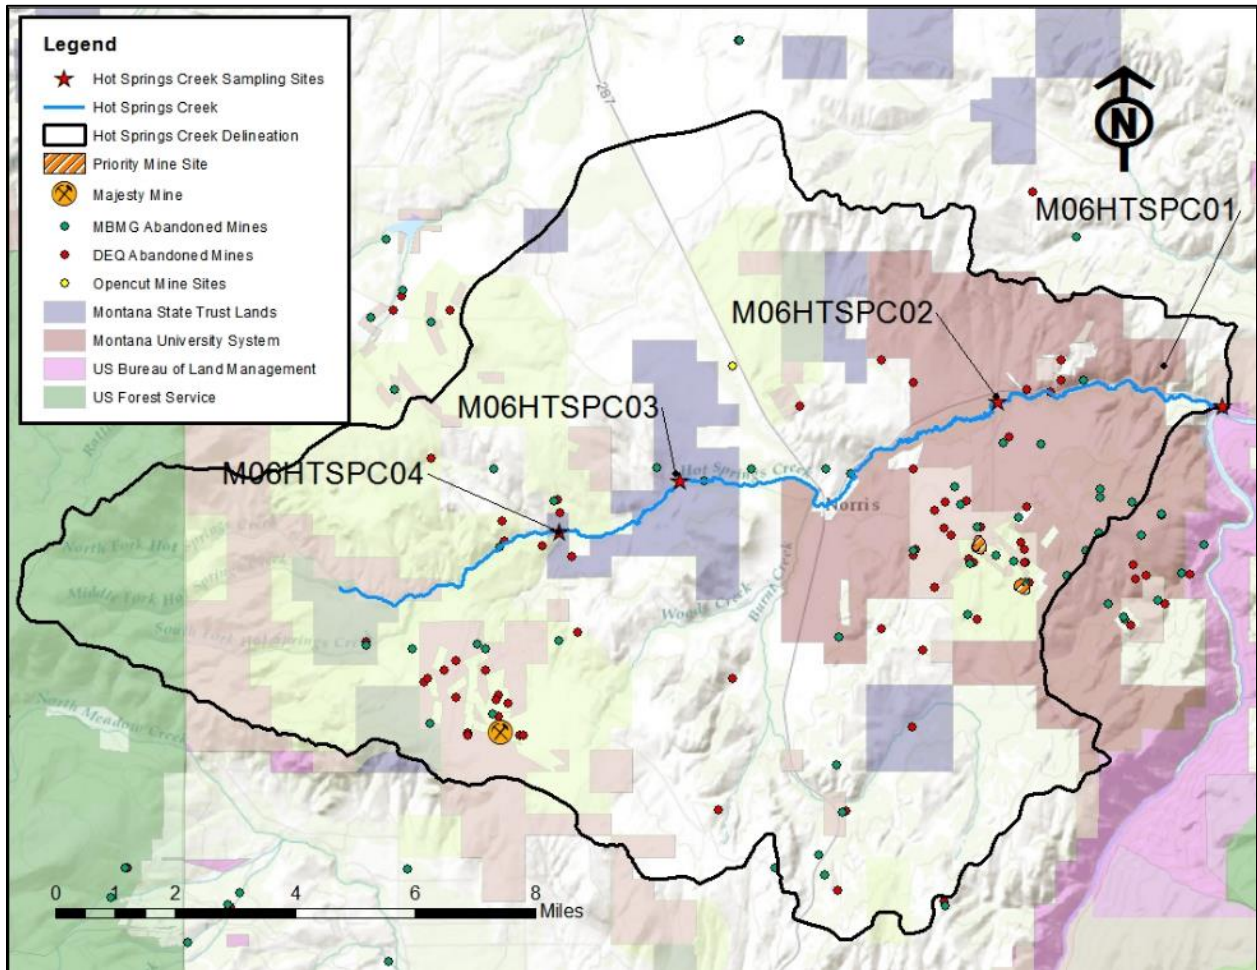 Legend
Hot Springs Creek Sampling Sites
Hot Springs Creek
Hot Springs Creek Delineation
Priority Mine Site
Majesty Mine
MBMG Abandoned Mines
DEQ Abandoned Mines
Opencut Mine Sites
Montana State Trust Lands
Montana University System
US Bureau of Land Management
US Forest Service
287
N
M06HTSPC01
M06HTSPC02
M06HTSPC03
M06HTSPC04
Hot Springs Creek
Norris
North Fork Hot Springs Creek
Middle Fork Hot Springs Creek
South Fork Hot Springs Creek
North Meadow Creek
Woods Creek
Burnt Creek
0 2 4 6 8
Miles